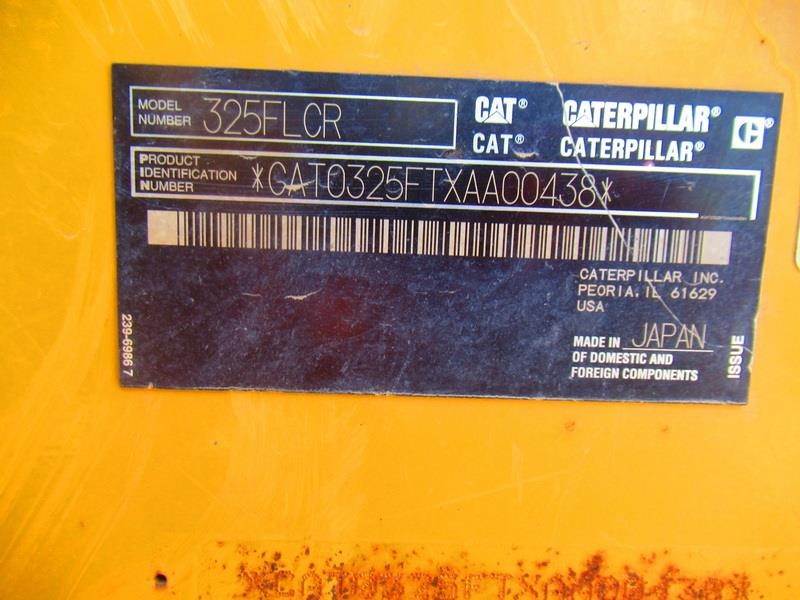 MODEL
NUMBER 325FLCR
CAT® CATERPILLAR®
CAT® CATERPILLAR®
PRODUCT
IDENTIFICATION
NUMBER *CAT0325FTXAA00438*
CATERPILLAR INC.
PEORIA, IL 61629
USA
MADE IN JAPAN
OF DOMESTIC AND
FOREIGN COMPONENTS
ISSUE
239-6986 7